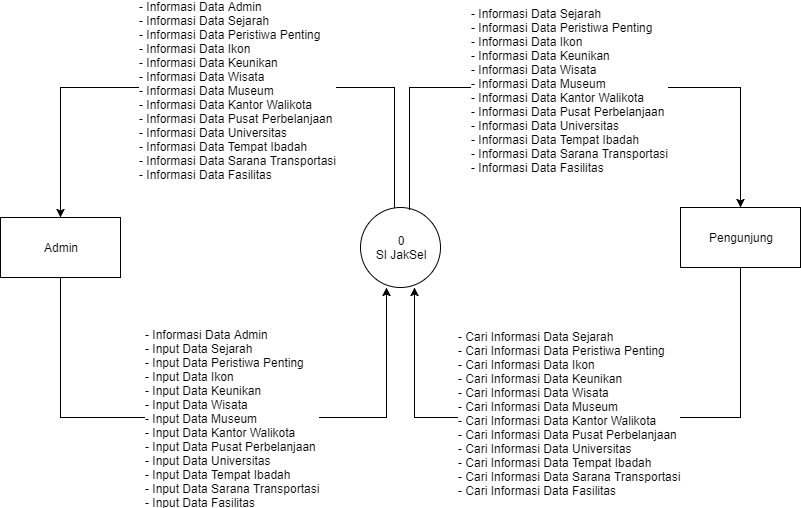 - Informasi Data Admin
- Informasi Data Sejarah
- Informasi Data Peristiwa Penting
- Informasi Data Ikon
- Informasi Data Keunikan
- Informasi Data Wisata
- Informasi Data Museum
- Informasi Data Kantor Walikota
- Informasi Data Pusat Perbelanjaan
- Informasi Data Universitas
- Informasi Data Tempat Ibadah
- Informasi Data Sarana Transportasi
- Informasi Data Fasilitas
- Informasi Data Sejarah
- Informasi Data Peristiwa Penting
- Informasi Data Ikon
- Informasi Data Keunikan
- Informasi Data Wisata
- Informasi Data Museum
- Informasi Data Kantor Walikota
- Informasi Data Pusat Perbelanjaan
- Informasi Data Universitas
- Informasi Data Tempat Ibadah
- Informasi Data Sarana Transportasi
- Informasi Data Fasilitas
Admin
0
SI JakSel
Pengunjung
- Informasi Data Admin
- Input Data Sejarah
- Input Data Peristiwa Penting
- Input Data Ikon
- Input Data Keunikan
- Input Data Wisata
- Input Data Museum
- Input Data Kantor Walikota
- Input Data Pusat Perbelanjaan
- Input Data Universitas
- Input Data Tempat Ibadah
- Input Data Sarana Transportasi
- Input Data Fasilitas
- Cari Informasi Data Sejarah
- Cari Informasi Data Peristiwa Penting
- Cari Informasi Data Ikon
- Cari Informasi Data Keunikan
- Cari Informasi Data Wisata
- Cari Informasi Data Museum
- Cari Informasi Data Kantor Walikota
- Cari Informasi Data Pusat Perbelanjaan
- Cari Informasi Data Universitas
- Cari Informasi Data Tempat Ibadah
- Cari Informasi Data Sarana Transportasi
- Cari Informasi Data Fasilitas